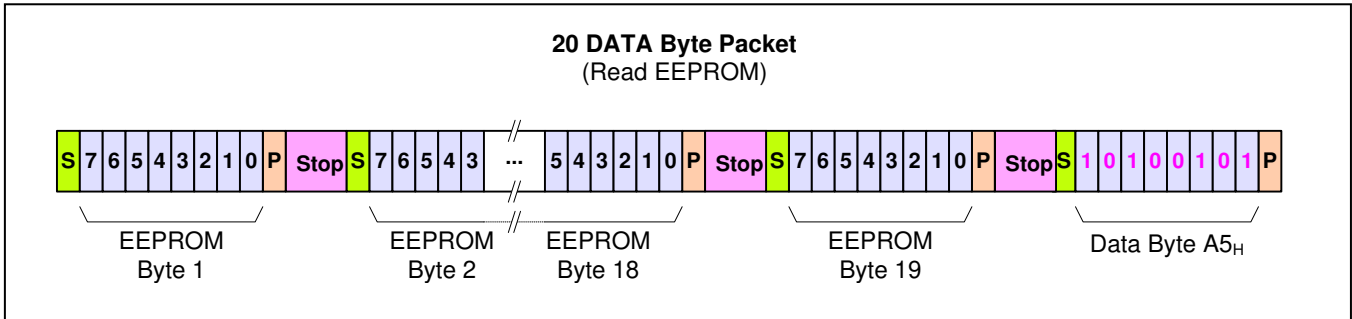 20 DATA Byte Packet
(Read EEPROM)
S 7 6 5 4 3 2 1 0 P Stop S 7 6 5 4 3 ... 5 4 3 2 1 0 P Stop S 7 6 5 4 3 2 1 0 P Stop S 1 0 1 0 0 1 0 1 P
EEPROM EEPROM EEPROM EEPROM Data Byte A5H
Byte 1 Byte 2 Byte 18 Byte 19